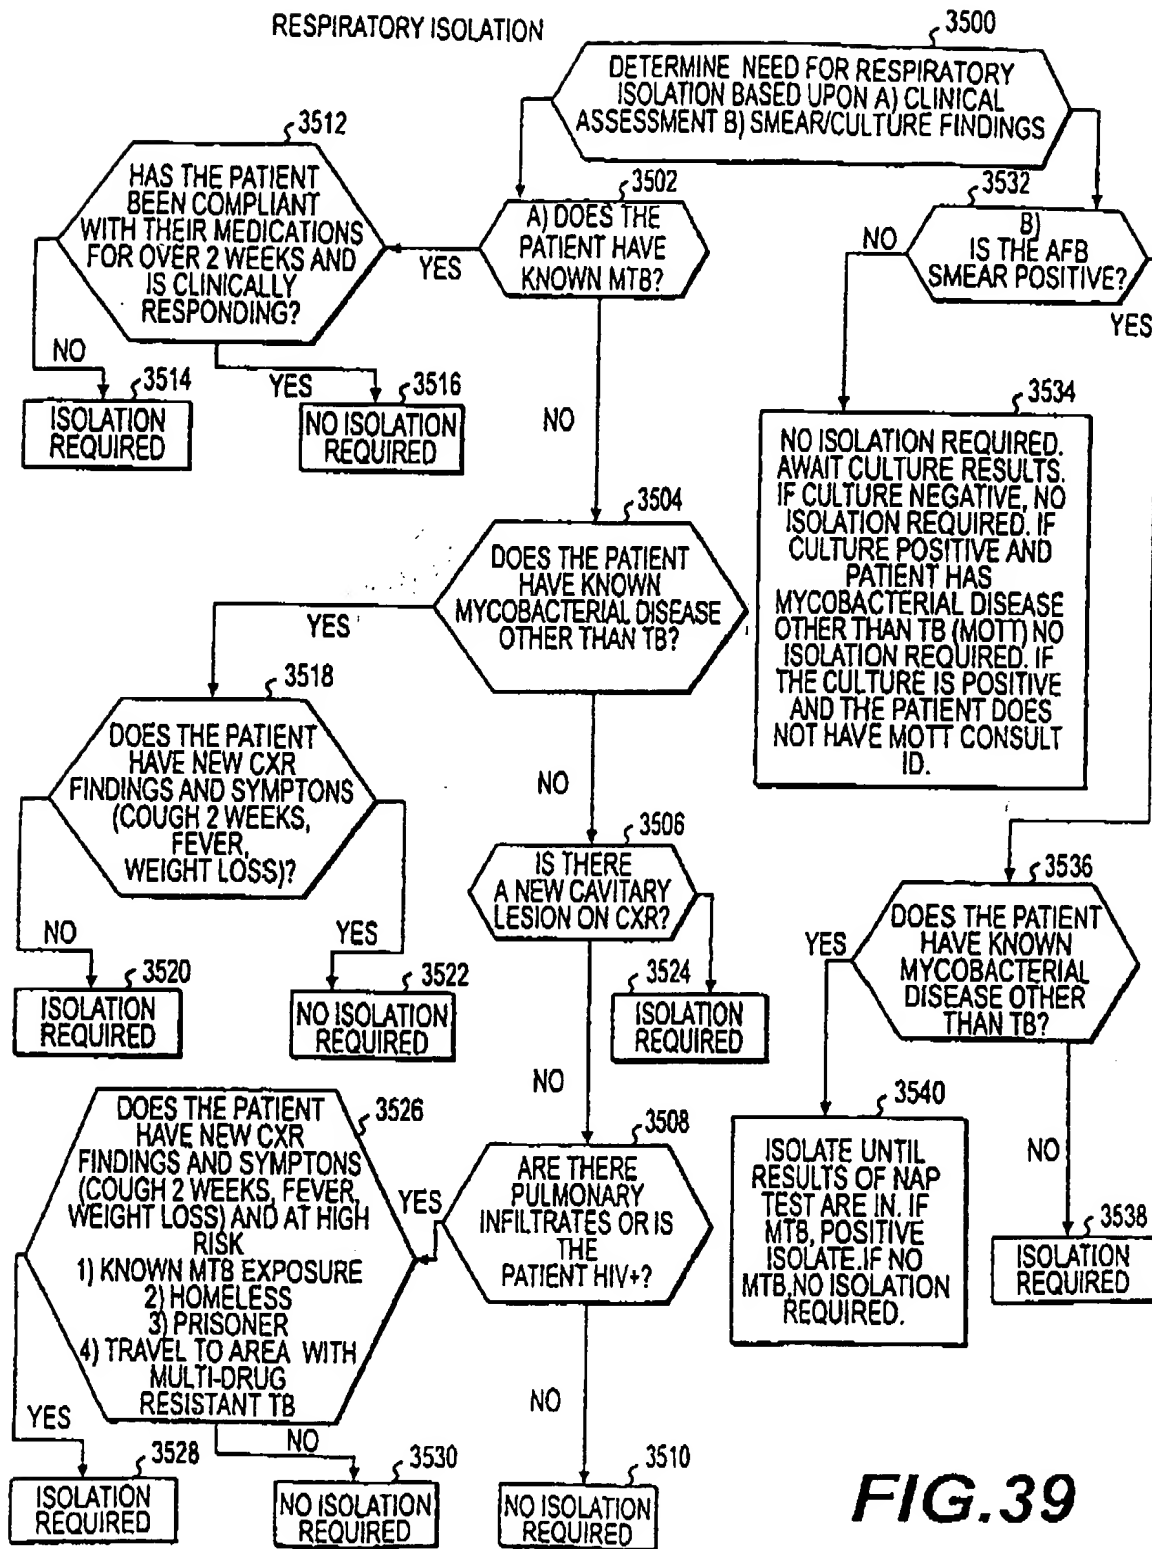 RESPIRATORY ISOLATION
3500
DETERMINE NEED FOR RESPIRATORY
ISOLATION BASED UPON A) CLINICAL
ASSESSMENT B) SMEAR/CULTURE FINDINGS
3512
HAS THE PATIENT
BEEN COMPLIANT
WITH THEIR MEDICATIONS
FOR OVER 2 WEEKS AND
IS CLINICALLY
RESPONDING?
3502
A) DOES THE
PATIENT HAVE
KNOWN MTB?
3532
B)
IS THE AFB
SMEAR POSITIVE?
YES
NO
YES
NO
3514
ISOLATION
REQUIRED
YES
3516
NO ISOLATION
REQUIRED
NO
3534
NO ISOLATION REQUIRED.
AWAIT CULTURE RESULTS.
IF CULTURE NEGATIVE, NO
ISOLATION REQUIRED. IF
CULTURE POSITIVE AND
PATIENT HAS
MYCOBACTERIAL DISEASE
OTHER THAN TB (MOTT) NO
ISOLATION REQUIRED. IF
THE CULTURE IS POSITIVE
AND THE PATIENT DOES
NOT HAVE MOTT CONSULT
ID.
3504
DOES THE PATIENT
HAVE KNOWN
MYCOBACTERIAL DISEASE
OTHER THAN TB?
YES
3518
DOES THE PATIENT
HAVE NEW CXR
FINDINGS AND SYMPTONS
(COUGH 2 WEEKS,
FEVER,
WEIGHT LOSS)?
NO
3506
IS THERE
A NEW CAVITARY
LESION ON CXR?
3536
DOES THE PATIENT
HAVE KNOWN
MYCOBACTERIAL
DISEASE OTHER
THAN TB?
YES
NO
3520
ISOLATION
REQUIRED
YES
3522
NO ISOLATION
REQUIRED
3524
ISOLATION
REQUIRED
NO
3526
DOES THE PATIENT
HAVE NEW CXR
FINDINGS AND SYMPTONS
(COUGH 2 WEEKS, FEVER,
WEIGHT LOSS) AND AT HIGH
RISK
1) KNOWN MTB EXPOSURE
2) HOMELESS
3) PRISONER
4) TRAVEL TO AREA WITH
MULTI-DRUG
RESISTANT TB
YES
3508
ARE THERE
PULMONARY
INFILTRATES OR IS
THE
PATIENT HIV+?
3540
ISOLATE UNTIL
RESULTS OF NAP
TEST ARE IN. IF
MTB, POSITIVE
ISOLATE.IF NO
MTB,NO ISOLATION
REQUIRED.
NO
3538
ISOLATION
REQUIRED
YES
3528
ISOLATION
REQUIRED
NO
3530
NO ISOLATION
REQUIRED
NO
3510
NO ISOLATION
REQUIRED
FIG.39